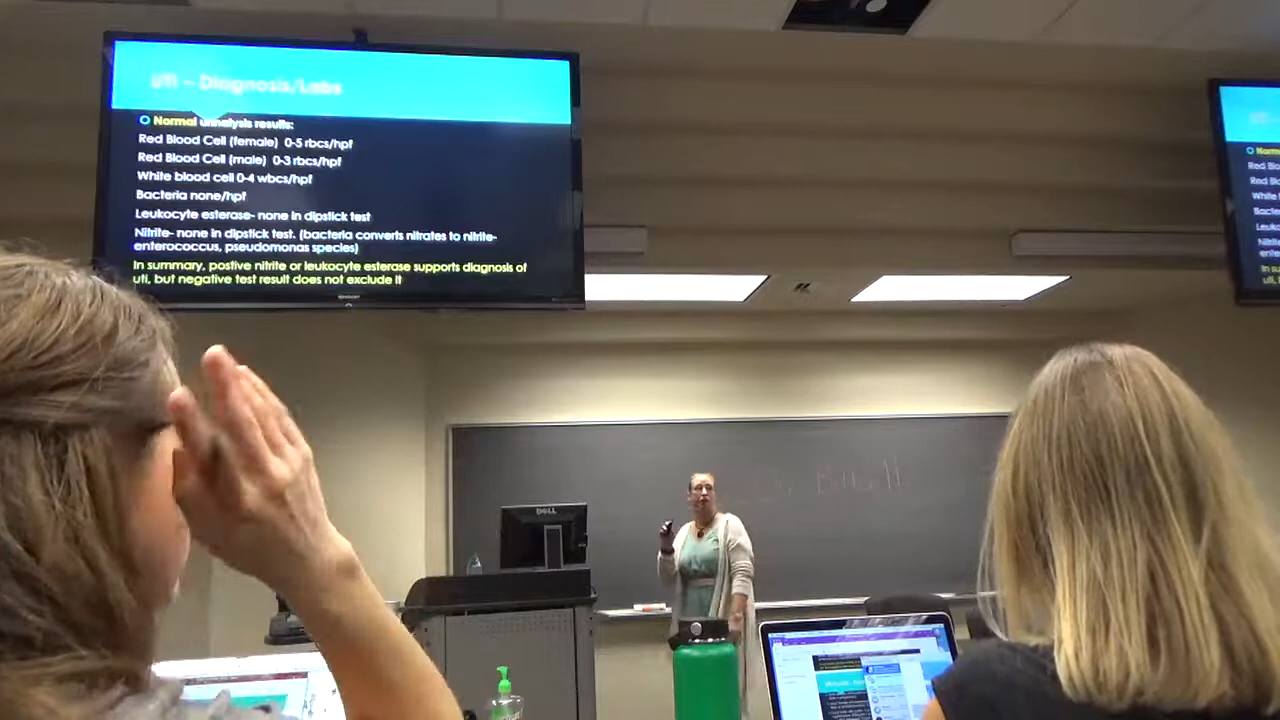 UTI – Diagnosis/Labs
Normal urinalysis results:
Red Blood Cell (female) 0-5 rbcs/hpf
Red Blood Cell (male) 0-3 rbcs/hpf
White blood cell 0-4 wbcs/hpf
Bacteria none/hpf
Leukocyte esterase- none in dipstick test
Nitrite- none in dipstick test. (bacteria converts nitrates to nitrite-
enterococcus, pseudomonas species)
In summary, postive nitrite or leukocyte esterase supports diagnosis of
uti, but negative test result does not exclude it
SHARP
DELL